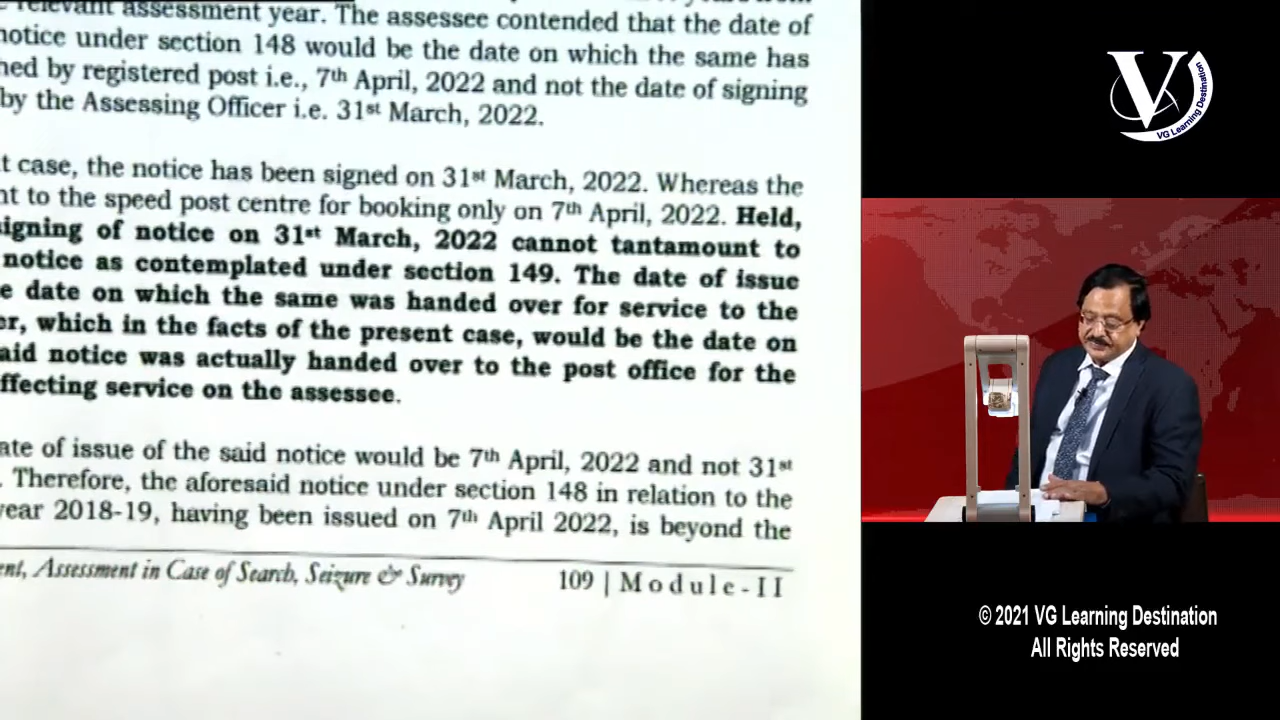 relevant assessment year. The assessee contended that the date of
notice under section 148 would be the date on which the same has
hed by registered post i.e., 7th April, 2022 and not the date of signing
by the Assessing Officer i.e. 31st March, 2022.
t case, the notice has been signed on 31st March, 2022. Whereas the
nt to the speed post centre for booking only on 7th April, 2022. Held,
igning of notice on 31st March, 2022 cannot tantamount to
notice as contemplated under section 149. The date of issue
e date on which the same was handed over for service to the
er, which in the facts of the present case, would be the date on
aid notice was actually handed over to the post office for the
ffecting service on the assessee.
ate of issue of the said notice would be 7th April, 2022 and not 31st
. Therefore, the aforesaid notice under section 148 in relation to the
year 2018-19, having been issued on 7th April 2022, is beyond the
ent, Assessment in Case of Search, Seizure & Survey 109 | Module-II
V
VG Learning Destination
© 2021 VG Learning Destination
All Rights Reserved